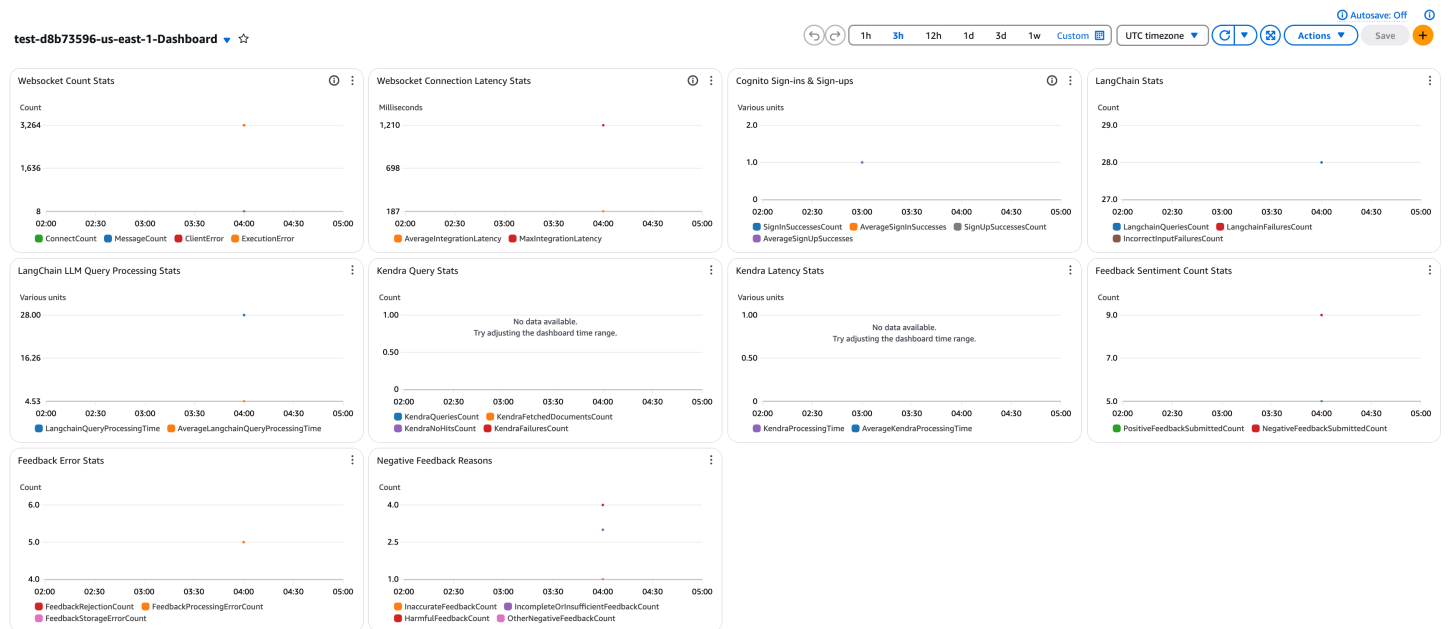 Autosave: Off
test-d8b73596-us-east-1-Dashboard
1h 3h 12h 1d 3d 1w Custom UTC timezone Actions Save
Websocket Count Stats
Count
3,264
1,636
8
02:00 02:30 03:00 03:30 04:00 04:30 05:00
ConnectCount MessageCount ClientError ExecutionError
Websocket Connection Latency Stats
Milliseconds
1,210
698
187
02:00 02:30 03:00 03:30 04:00 04:30 05:00
AverageIntegrationLatency MaxIntegrationLatency
Cognito Sign-ins & Sign-ups
Various units
2.0
1.0
0
02:00 02:30 03:00 03:30 04:00 04:30 05:00
SignInSuccessesCount AverageSignInSuccesses SignUpSuccessesCount
AverageSignUpSuccesses
LangChain Stats
Count
29.0
28.0
27.0
02:00 02:30 03:00 03:30 04:00 04:30 05:00
LangchainQueriesCount LangchainFailuresCount
IncorrectInputFailuresCount
LangChain LLM Query Processing Stats
Various units
28.00
16.26
4.53
02:00 02:30 03:00 03:30 04:00 04:30 05:00
LangchainQueryProcessingTime AverageLangchainQueryProcessingTime
Kendra Query Stats
Count
1.00
No data available.
Try adjusting the dashboard time range.
0.50
0
02:00 02:30 03:00 03:30 04:00 04:30 05:00
KendraQueriesCount KendraFetchedDocumentsCount
KendraNoHitsCount KendraFailuresCount
Kendra Latency Stats
Various units
1.00
No data available.
Try adjusting the dashboard time range.
0.50
0
02:00 02:30 03:00 03:30 04:00 04:30 05:00
KendraProcessingTime AverageKendraProcessingTime
Feedback Sentiment Count Stats
Count
9.0
7.0
5.0
02:00 02:30 03:00 03:30 04:00 04:30 05:00
PositiveFeedbackSubmittedCount NegativeFeedbackSubmittedCount
Feedback Error Stats
Count
6.0
5.0
4.0
02:00 02:30 03:00 03:30 04:00 04:30 05:00
FeedbackRejectionCount FeedbackProcessingErrorCount
FeedbackStorageErrorCount
Negative Feedback Reasons
Count
4.0
2.5
1.0
02:00 02:30 03:00 03:30 04:00 04:30 05:00
InaccurateFeedbackCount IncompleteOrInsufficientFeedbackCount
HarmfulFeedbackCount OtherNegativeFeedbackCount